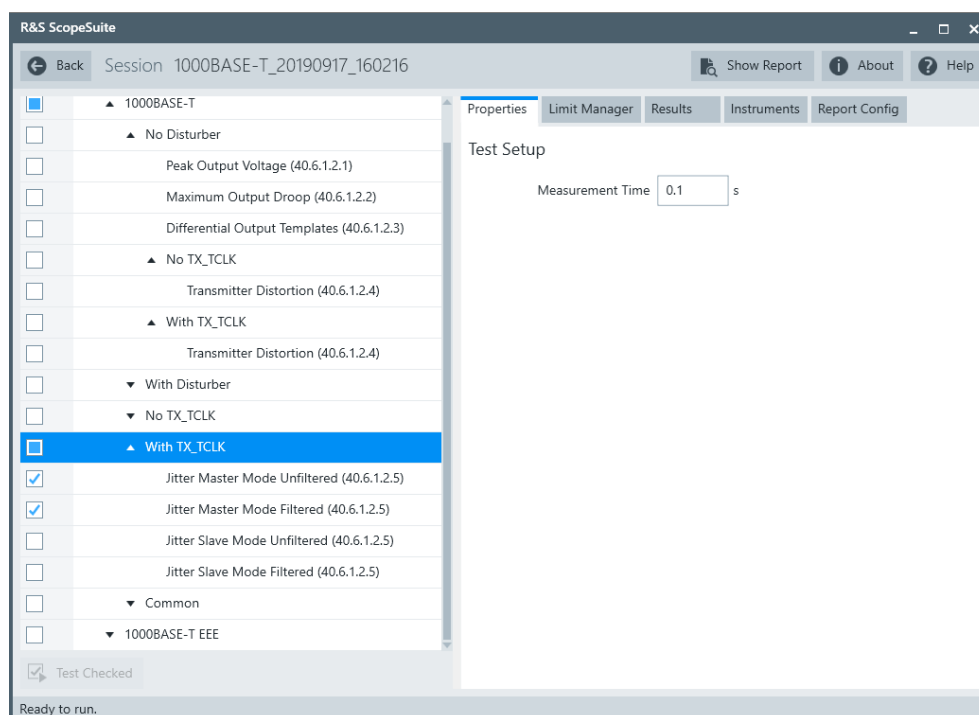 R&S ScopeSuite
Back Session 1000BASE-T_20190917_160216 Show Report About Help
1000BASE-T
No Disturber
Peak Output Voltage (40.6.1.2.1)
Maximum Output Droop (40.6.1.2.2)
Differential Output Templates (40.6.1.2.3)
No TX_TCLK
Transmitter Distortion (40.6.1.2.4)
With TX_TCLK
Transmitter Distortion (40.6.1.2.4)
With Disturber
No TX_TCLK
With TX_TCLK
Jitter Master Mode Unfiltered (40.6.1.2.5)
Jitter Master Mode Filtered (40.6.1.2.5)
Jitter Slave Mode Unfiltered (40.6.1.2.5)
Jitter Slave Mode Filtered (40.6.1.2.5)
Common
1000BASE-T EEE
Test Checked
Properties Limit Manager Results Instruments Report Config
Test Setup
Measurement Time 0.1 s
Ready to run.